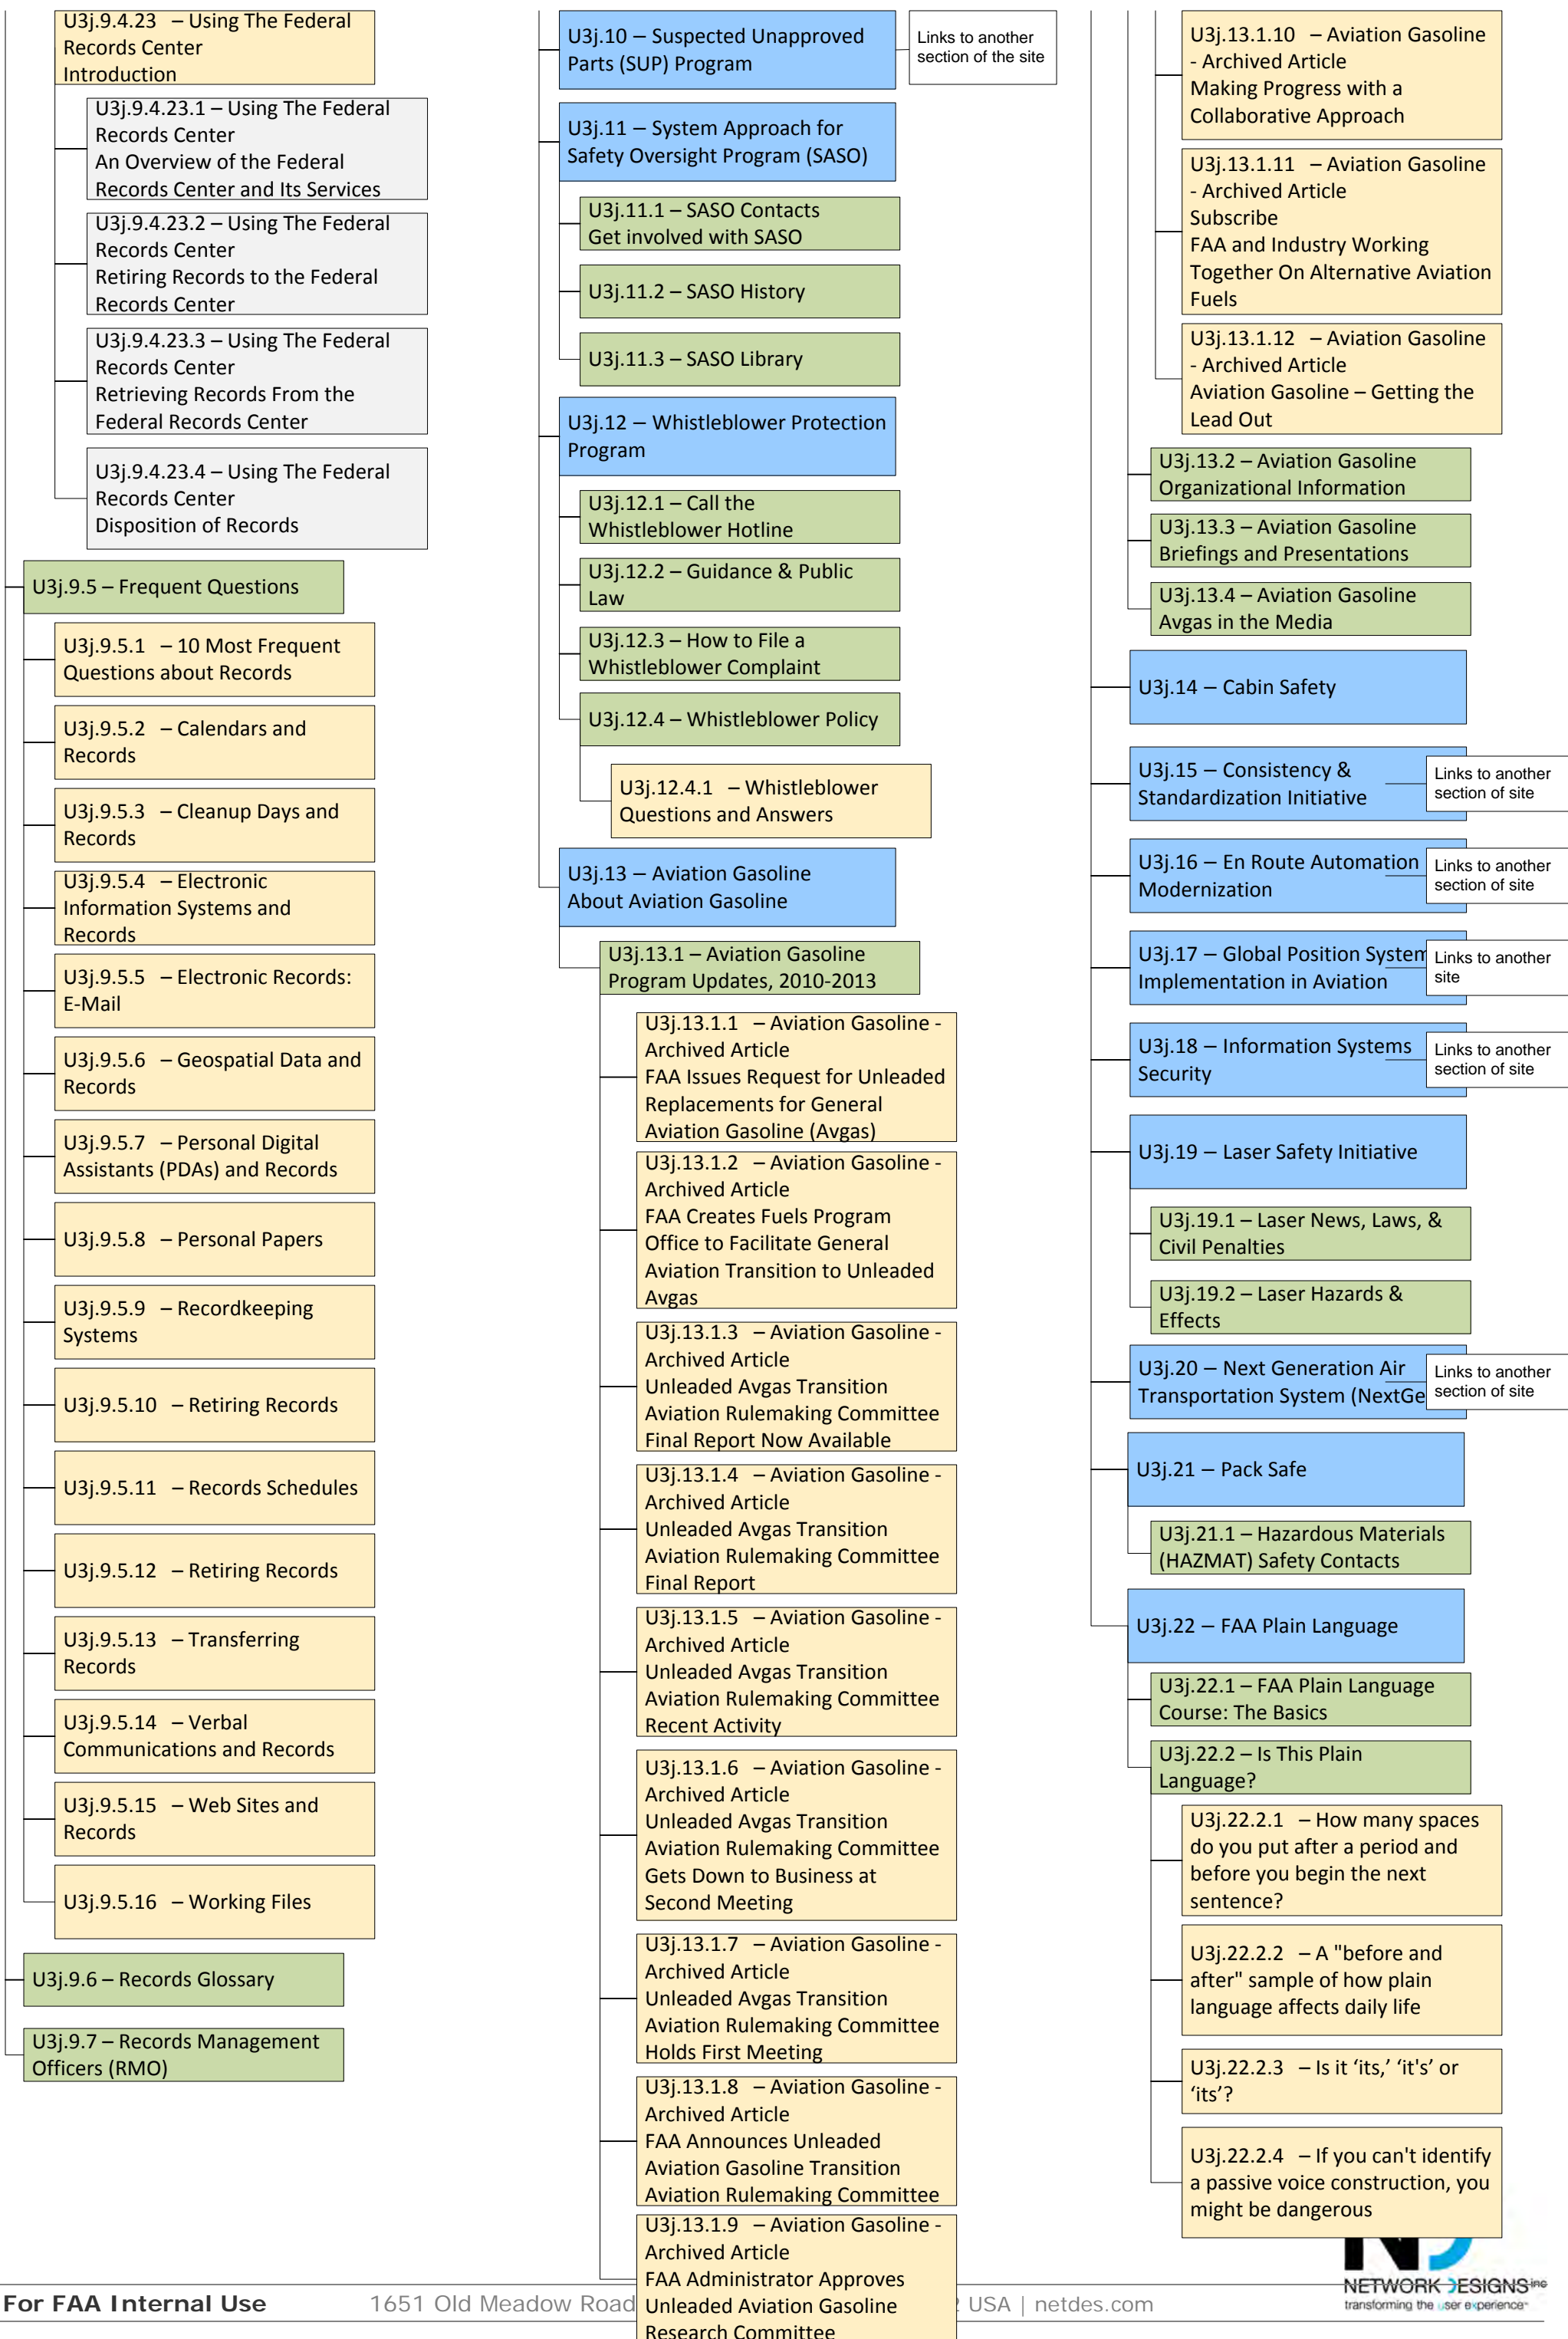 U3j.9.4.23 – Using The Federal
Records Center
Introduction
U3j.9.4.23.1 – Using The Federal
Records Center
An Overview of the Federal
Records Center and Its Services
U3j.9.4.23.2 – Using The Federal
Records Center
Retiring Records to the Federal
Records Center
U3j.9.4.23.3 – Using The Federal
Records Center
Retrieving Records From the
Federal Records Center
U3j.9.4.23.4 – Using The Federal
Records Center
Disposition of Records
U3j.9.5 – Frequent Questions
U3j.9.5.1 – 10 Most Frequent
Questions about Records
U3j.9.5.2 – Calendars and
Records
U3j.9.5.3 – Cleanup Days and
Records
U3j.9.5.4 – Electronic
Information Systems and
Records
U3j.9.5.5 – Electronic Records:
E-Mail
U3j.9.5.6 – Geospatial Data and
Records
U3j.9.5.7 – Personal Digital
Assistants (PDAs) and Records
U3j.9.5.8 – Personal Papers
U3j.9.5.9 – Recordkeeping
Systems
U3j.9.5.10 – Retiring Records
U3j.9.5.11 – Records Schedules
U3j.9.5.12 – Retiring Records
U3j.9.5.13 – Transferring
Records
U3j.9.5.14 – Verbal
Communications and Records
U3j.9.5.15 – Web Sites and
Records
U3j.9.5.16 – Working Files
U3j.9.6 – Records Glossary
U3j.9.7 – Records Management
Officers (RMO)
U3j.10 – Suspected Unapproved
Parts (SUP) Program
Links to another
section of the site
U3j.11 – System Approach for
Safety Oversight Program (SASO)
U3j.11.1 – SASO Contacts
Get involved with SASO
U3j.11.2 – SASO History
U3j.11.3 – SASO Library
U3j.12 – Whistleblower Protection
Program
U3j.12.1 – Call the
Whistleblower Hotline
U3j.12.2 – Guidance & Public
Law
U3j.12.3 – How to File a
Whistleblower Complaint
U3j.12.4 – Whistleblower Policy
U3j.12.4.1 – Whistleblower
Questions and Answers
U3j.13 – Aviation Gasoline
About Aviation Gasoline
U3j.13.1 – Aviation Gasoline
Program Updates, 2010-2013
U3j.13.1.1 – Aviation Gasoline -
Archived Article
FAA Issues Request for Unleaded
Replacements for General
Aviation Gasoline (Avgas)
U3j.13.1.2 – Aviation Gasoline -
Archived Article
FAA Creates Fuels Program
Office to Facilitate General
Aviation Transition to Unleaded
Avgas
U3j.13.1.3 – Aviation Gasoline -
Archived Article
Unleaded Avgas Transition
Aviation Rulemaking Committee
Final Report Now Available
U3j.13.1.4 – Aviation Gasoline -
Archived Article
Unleaded Avgas Transition
Aviation Rulemaking Committee
Final Report
U3j.13.1.5 – Aviation Gasoline -
Archived Article
Unleaded Avgas Transition
Aviation Rulemaking Committee
Recent Activity
U3j.13.1.6 – Aviation Gasoline -
Archived Article
Unleaded Avgas Transition
Aviation Rulemaking Committee
Gets Down to Business at
Second Meeting
U3j.13.1.7 – Aviation Gasoline -
Archived Article
Unleaded Avgas Transition
Aviation Rulemaking Committee
Holds First Meeting
U3j.13.1.8 – Aviation Gasoline -
Archived Article
FAA Announces Unleaded
Aviation Gasoline Transition
Aviation Rulemaking Committee
U3j.13.1.9 – Aviation Gasoline -
Archived Article
FAA Administrator Approves
Unleaded Aviation Gasoline
Research Committee
U3j.13.1.10 – Aviation Gasoline
- Archived Article
Making Progress with a
Collaborative Approach
U3j.13.1.11 – Aviation Gasoline
- Archived Article
Subscribe
FAA and Industry Working
Together On Alternative Aviation
Fuels
U3j.13.1.12 – Aviation Gasoline
- Archived Article
Aviation Gasoline – Getting the
Lead Out
U3j.13.2 – Aviation Gasoline
Organizational Information
U3j.13.3 – Aviation Gasoline
Briefings and Presentations
U3j.13.4 – Aviation Gasoline
Avgas in the Media
U3j.14 – Cabin Safety
U3j.15 – Consistency &
Standardization Initiative
Links to another
section of site
U3j.16 – En Route Automation
Modernization
Links to another
section of site
U3j.17 – Global Position System
Implementation in Aviation
Links to another
site
U3j.18 – Information Systems
Security
Links to another
section of site
U3j.19 – Laser Safety Initiative
U3j.19.1 – Laser News, Laws, &
Civil Penalties
U3j.19.2 – Laser Hazards &
Effects
U3j.20 – Next Generation Air
Transportation System (NextGe
Links to another
section of site
U3j.21 – Pack Safe
U3j.21.1 – Hazardous Materials
(HAZMAT) Safety Contacts
U3j.22 – FAA Plain Language
U3j.22.1 – FAA Plain Language
Course: The Basics
U3j.22.2 – Is This Plain
Language?
U3j.22.2.1 – How many spaces
do you put after a period and
before you begin the next
sentence?
U3j.22.2.2 – A "before and
after" sample of how plain
language affects daily life
U3j.22.2.3 – Is it ‘its,’ ‘it's’ or
‘its’?
U3j.22.2.4 – If you can't identify
a passive voice construction, you
might be dangerous
ND
NETWORK DESIGNS inc
transforming the user experience
For FAA Internal Use 1651 Old Meadow Road USA | netdes.com